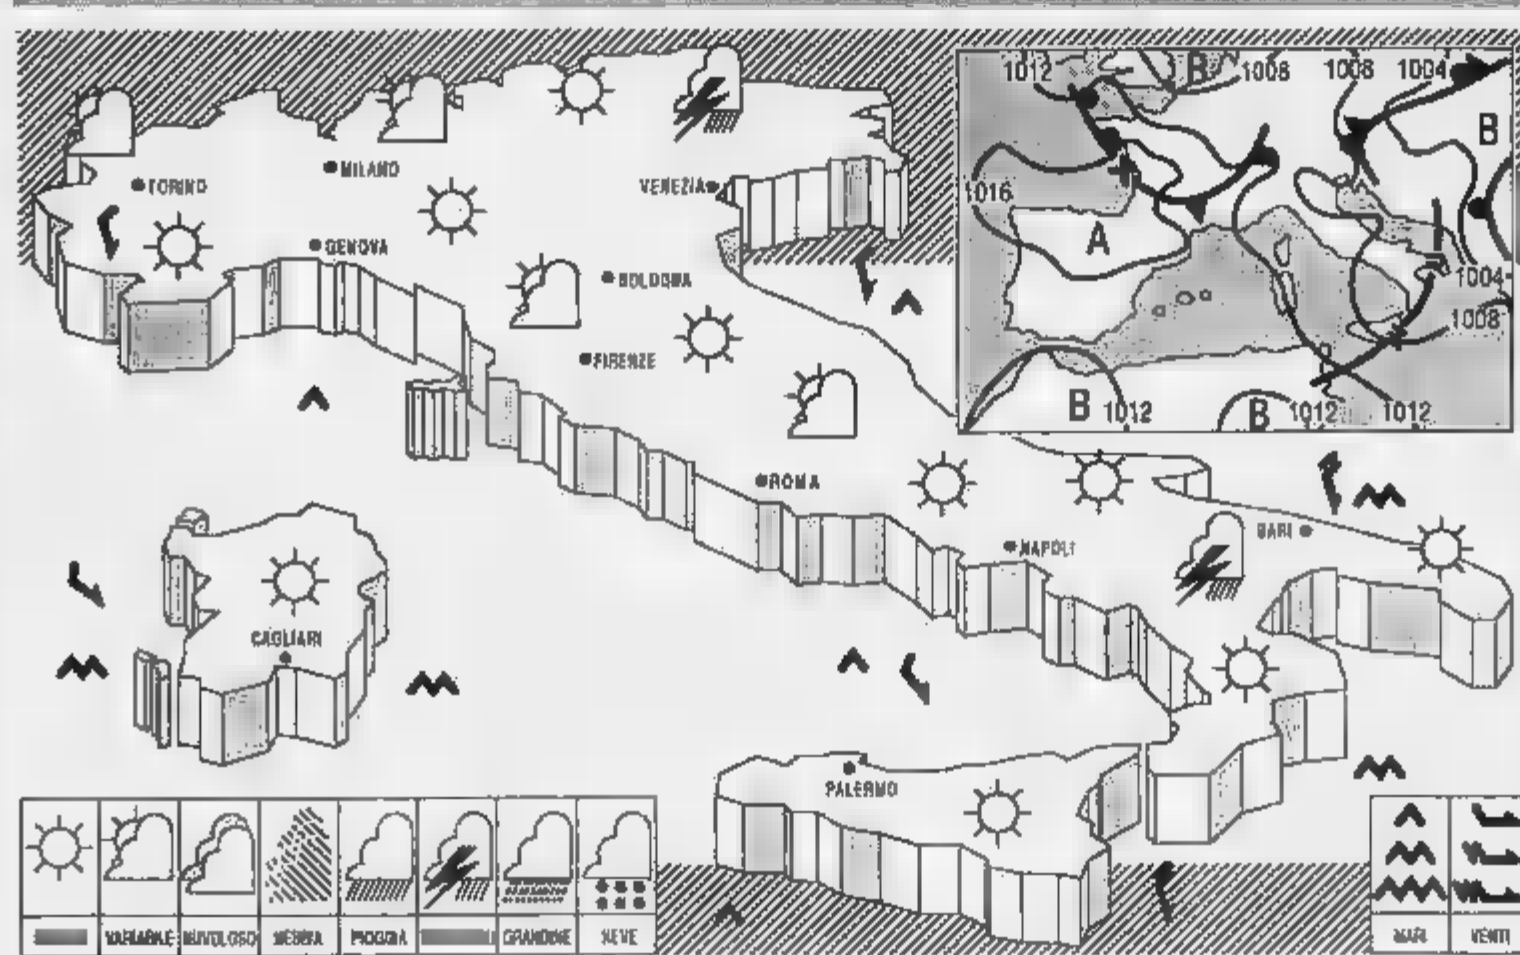 1012 B 1008 1008 1004
B
1016
A
1004
1008
B 1012 B 1012 1012
TORINO
MILANO
VENEZIA
GENOVA
BOLOGNA
FIRENZE
ROMA
NAPOLI
BARI
CAGLIARI
PALERMO
VARIABILE NUVOLOSO NEBBIA PIOGGIA GRANDINE NEVE
MARI VENTI